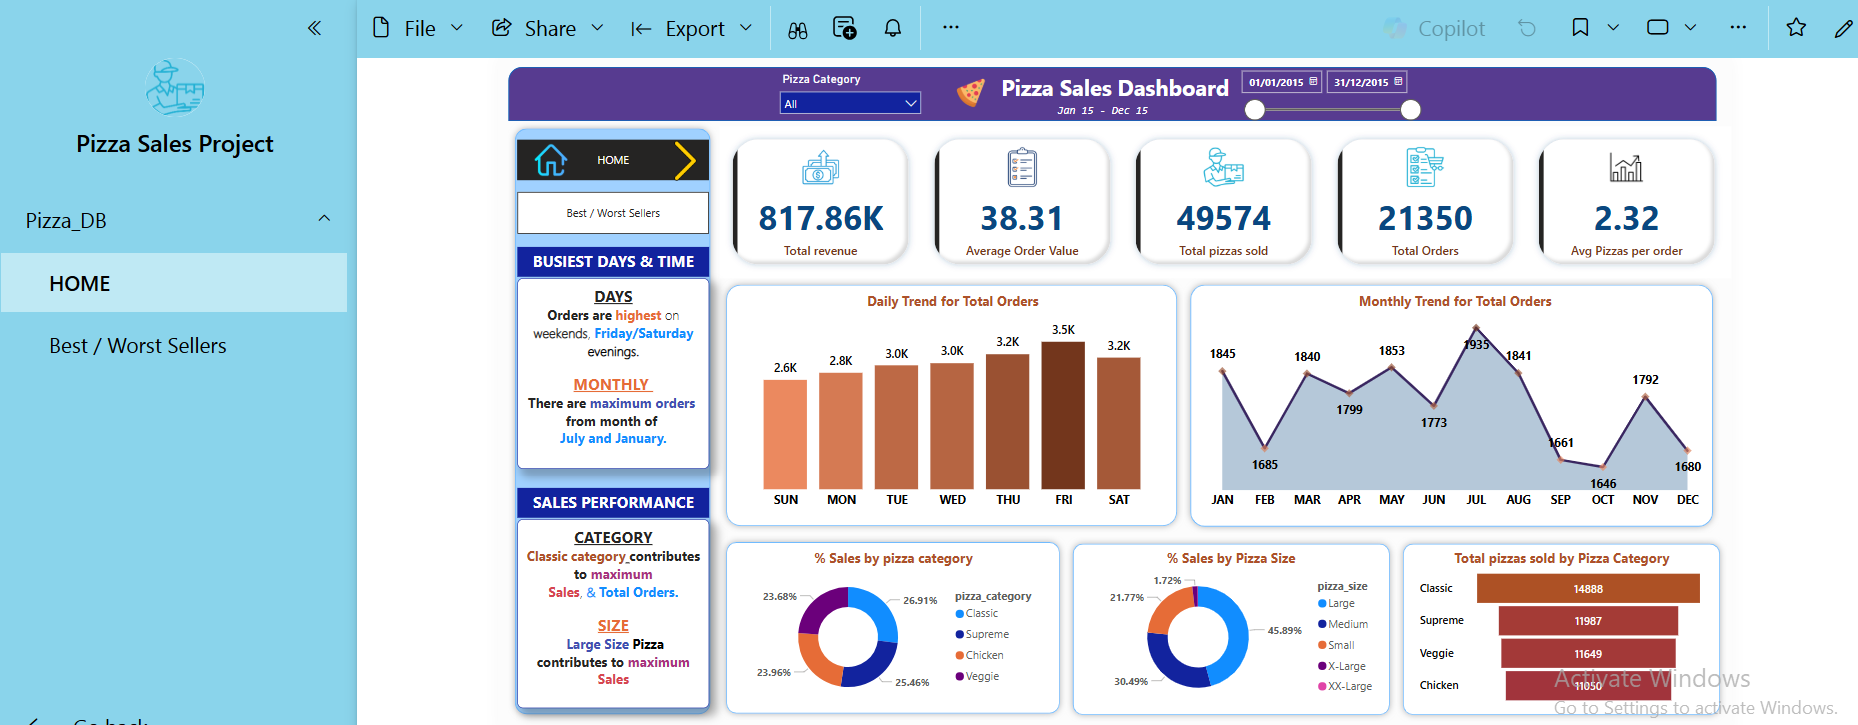 File
Share
Export
Copilot
Pizza Sales Project
Pizza_DB
HOME
Best / Worst Sellers
Go back
Pizza Category
All
Pizza Sales Dashboard
Jan 15 - Dec 15
01/01/2015
31/12/2015
HOME
Best / Worst Sellers
BUSIEST DAYS & TIME
DAYS
Orders are highest on
weekends, Friday/Saturday
evenings.
MONTHLY
There are maximum orders
from month of
July and January.
SALES PERFORMANCE
CATEGORY
Classic category contributes
to maximum
Sales, & Total Orders.
SIZE
Large Size Pizza
contributes to maximum
Sales
817.86K
Total revenue
38.31
Average Order Value
49574
Total pizzas sold
21350
Total Orders
2.32
Avg Pizzas per order
Daily Trend for Total Orders
2.6K
2.8K
3.0K
3.0K
3.2K
3.5K
3.2K
SUN MON TUE WED THU FRI SAT
Monthly Trend for Total Orders
1845
1685
1840
1799
1853
1773
1935
1841
1661
1646
1792
1680
JAN FEB MAR APR MAY JUN JUL AUG SEP OCT NOV DEC
% Sales by pizza category
23.68%
26.91%
23.96%
25.46%
pizza_category
Classic
Supreme
Chicken
Veggie
% Sales by Pizza Size
1.72%
21.77%
45.89%
30.49%
pizza_size
Large
Medium
Small
X-Large
XX-Large
Total pizzas sold by Pizza Category
Classic 14888
Supreme 11987
Veggie 11649
Chicken 11050
Activate Windows
Go to Settings to activate Windows.